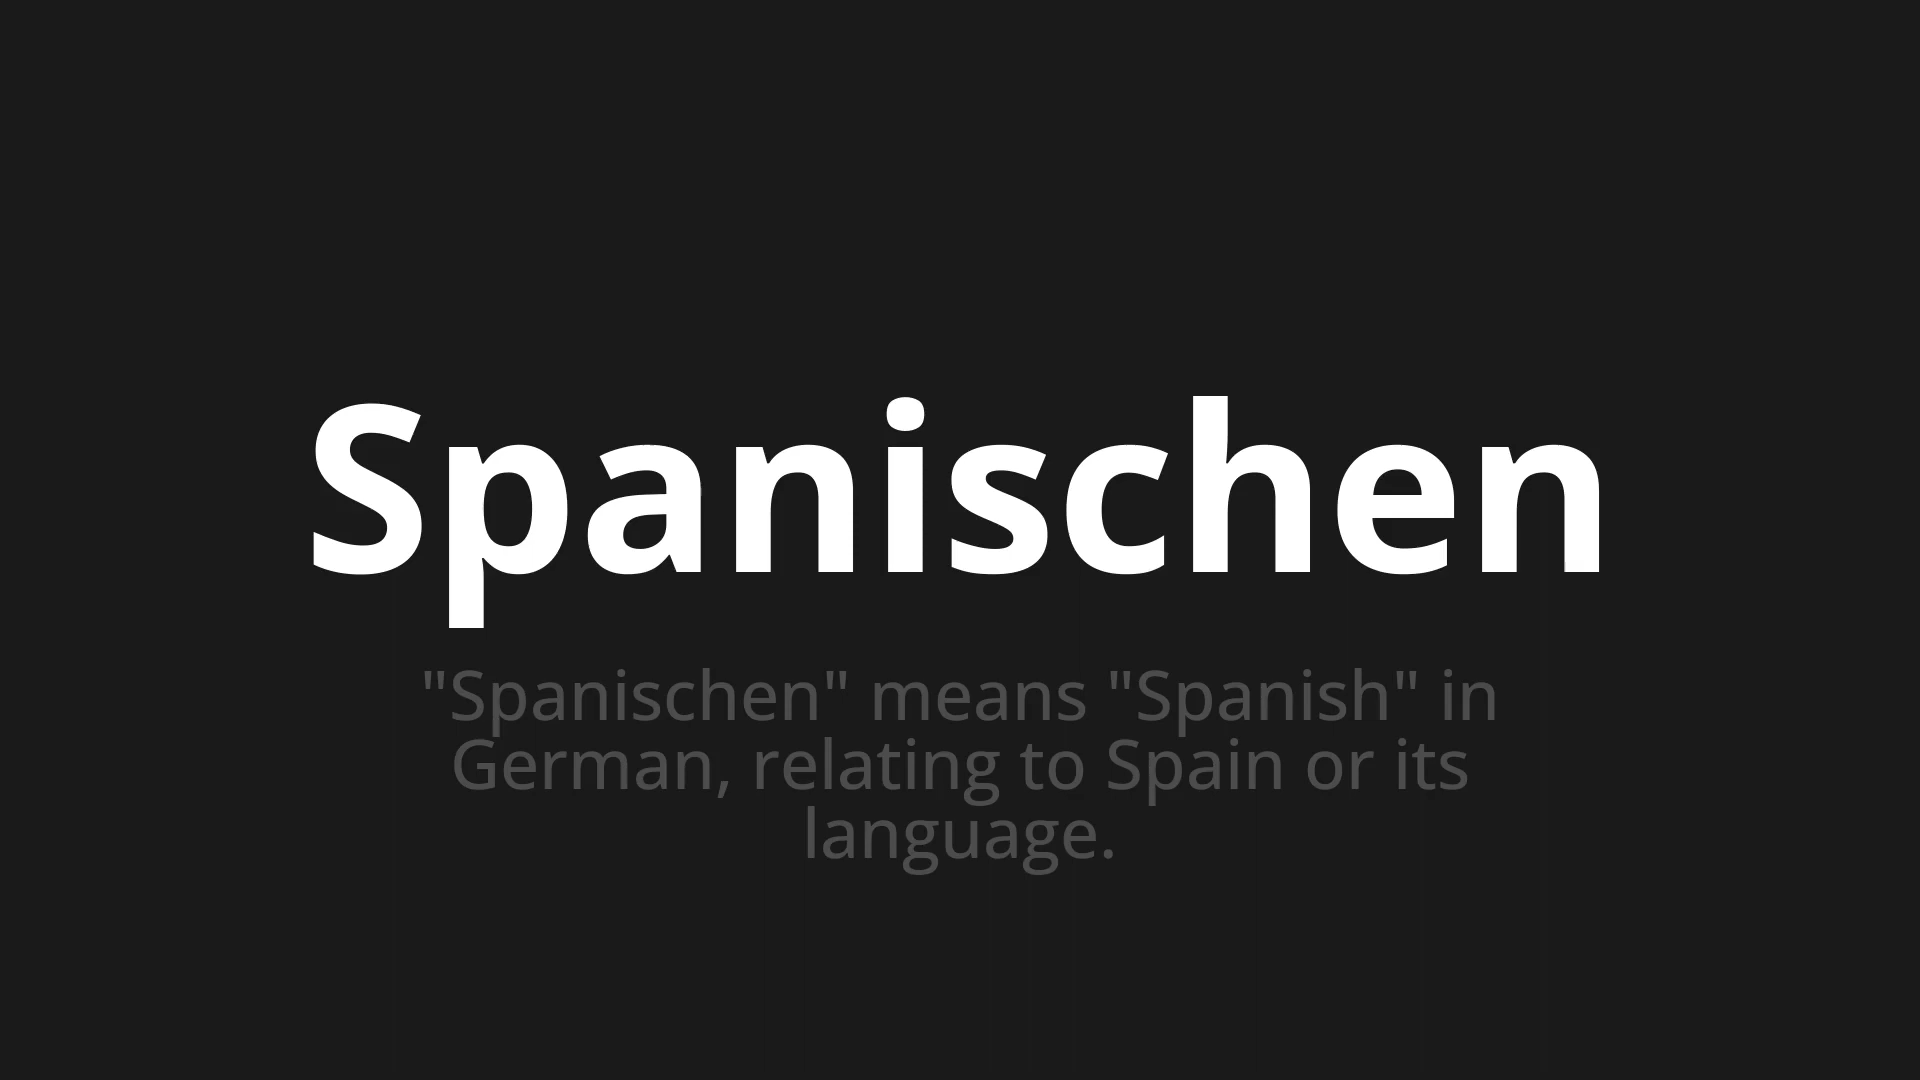 Spanischen
"Spanischen" means "Spanish" in
German, relating to Spain or its
language.